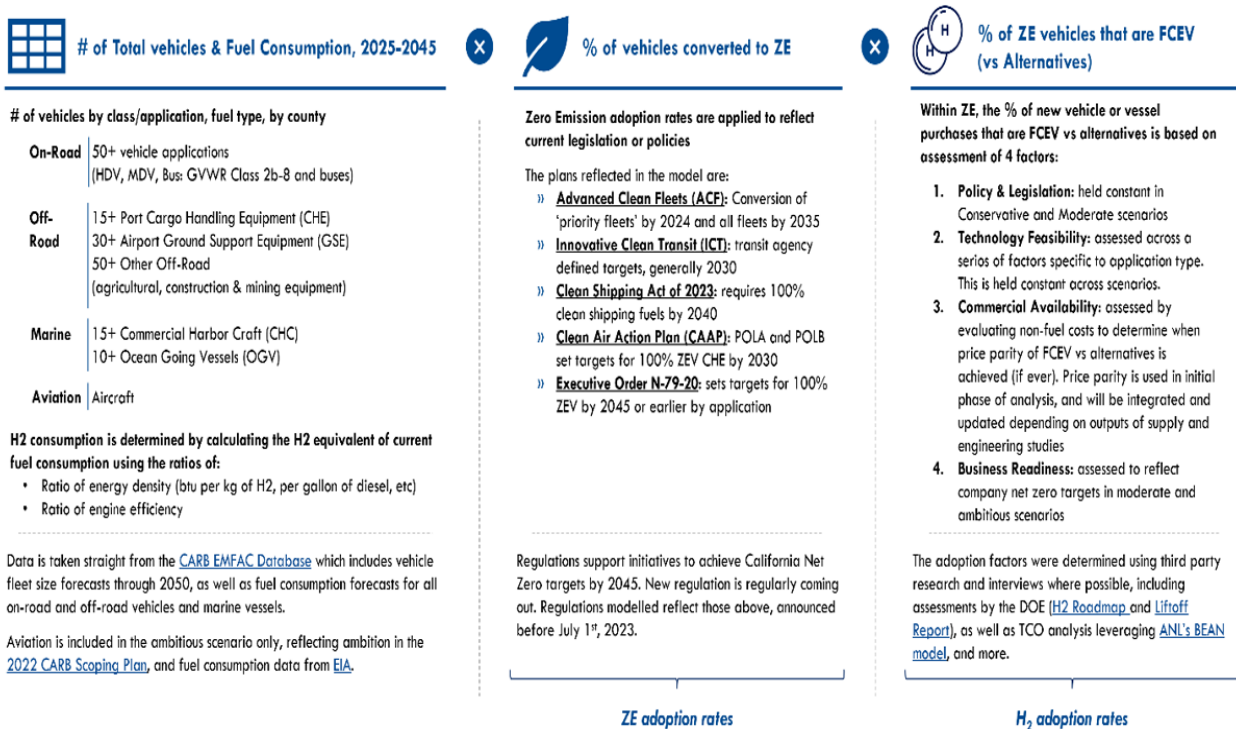 # of Total vehicles & Fuel Consumption, 2025-2045
x
% of vehicles converted to ZE
x
H
H
% of ZE vehicles that are FCEV
(vs Alternatives)
# of vehicles by class/application, fuel type, by county
On-Road
50+ vehicle applications
(HDV, MDV, Bus: GVWR Class 2b-8 and buses)
Off-
Road
15+ Port Cargo Handling Equipment (CHE)
30+ Airport Ground Support Equipment (GSE)
50+ Other Off-Road
(agricultural, construction & mining equipment)
Marine
15+ Commercial Harbor Craft (CHC)
10+ Ocean Going Vessels (OGV)
Aviation
Aircraft
H2 consumption is determined by calculating the H2 equivalent of current
fuel consumption using the ratios of:
• Ratio of energy density (btu per kg of H2, per gallon of diesel, etc)
• Ratio of engine efficiency
Data is taken straight from the CARB EMFAC Database which includes vehicle
fleet size forecasts through 2050, as well as fuel consumption forecasts for all
on-road and off-road vehicles and marine vessels.
Aviation is included in the ambitious scenario only, reflecting ambition in the
2022 CARB Scoping Plan, and fuel consumption data from EIA.
Zero Emission adoption rates are applied to reflect
current legislation or policies
The plans reflected in the model are:
» Advanced Clean Fleets (ACF): Conversion of
'priority fleets' by 2024 and all fleets by 2035
» Innovative Clean Transit (ICT): transit agency
defined targets, generally 2030
» Clean Shipping Act of 2023: requires 100%
clean shipping fuels by 2040
» Clean Air Action Plan (CAAP): POLA and POLB
set targets for 100% ZEV CHE by 2030
» Executive Order N-79-20: sets targets for 100%
ZEV by 2045 or earlier by application
Regulations support initiatives to achieve California Net
Zero targets by 2045. New regulation is regularly coming
out. Regulations modelled reflect those above, announced
before July 1st, 2023.
ZE adoption rates
Within ZE, the % of new vehicle or vessel
purchases that are FCEV vs alternatives is based on
assessment of 4 factors:
1. Policy & Legislation: held constant in
Conservative and Moderate scenarios
2. Technology Feasibility: assessed across a
series of factors specific to application type.
This is held constant across scenarios.
3. Commercial Availability: assessed by
evaluating non-fuel costs to determine when
price parity of FCEV vs alternatives is
achieved (if ever). Price parity is used in initial
phase of analysis, and will be integrated and
updated depending on outputs of supply and
engineering studies
4. Business Readiness: assessed to reflect
company net zero targets in moderate and
ambitious scenarios
The adoption factors were determined using third party
research and interviews where possible, including
assessments by the DOE (H2 Roadmap and Liftoff
Report), as well as TCO analysis leveraging ANL's BEAN
model, and more.
H2 adoption rates